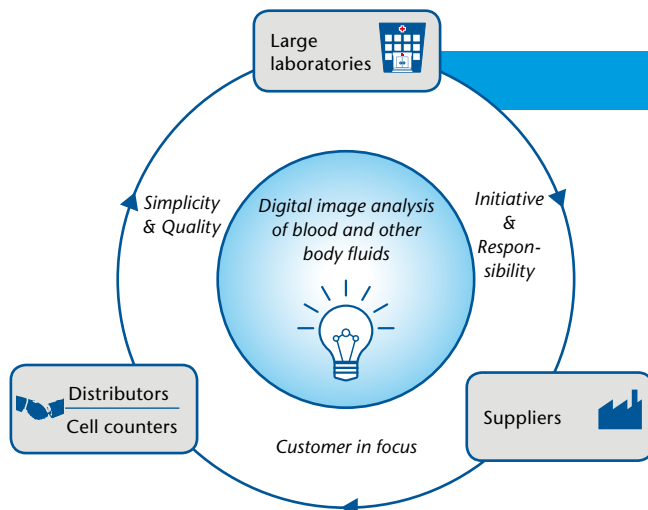 Large
laboratories
Simplicity
& Quality
Digital image analysis
of blood and other
body fluids
Initiative
&
Respon-
sibility
Distributors
Cell counters
Suppliers
Customer in focus